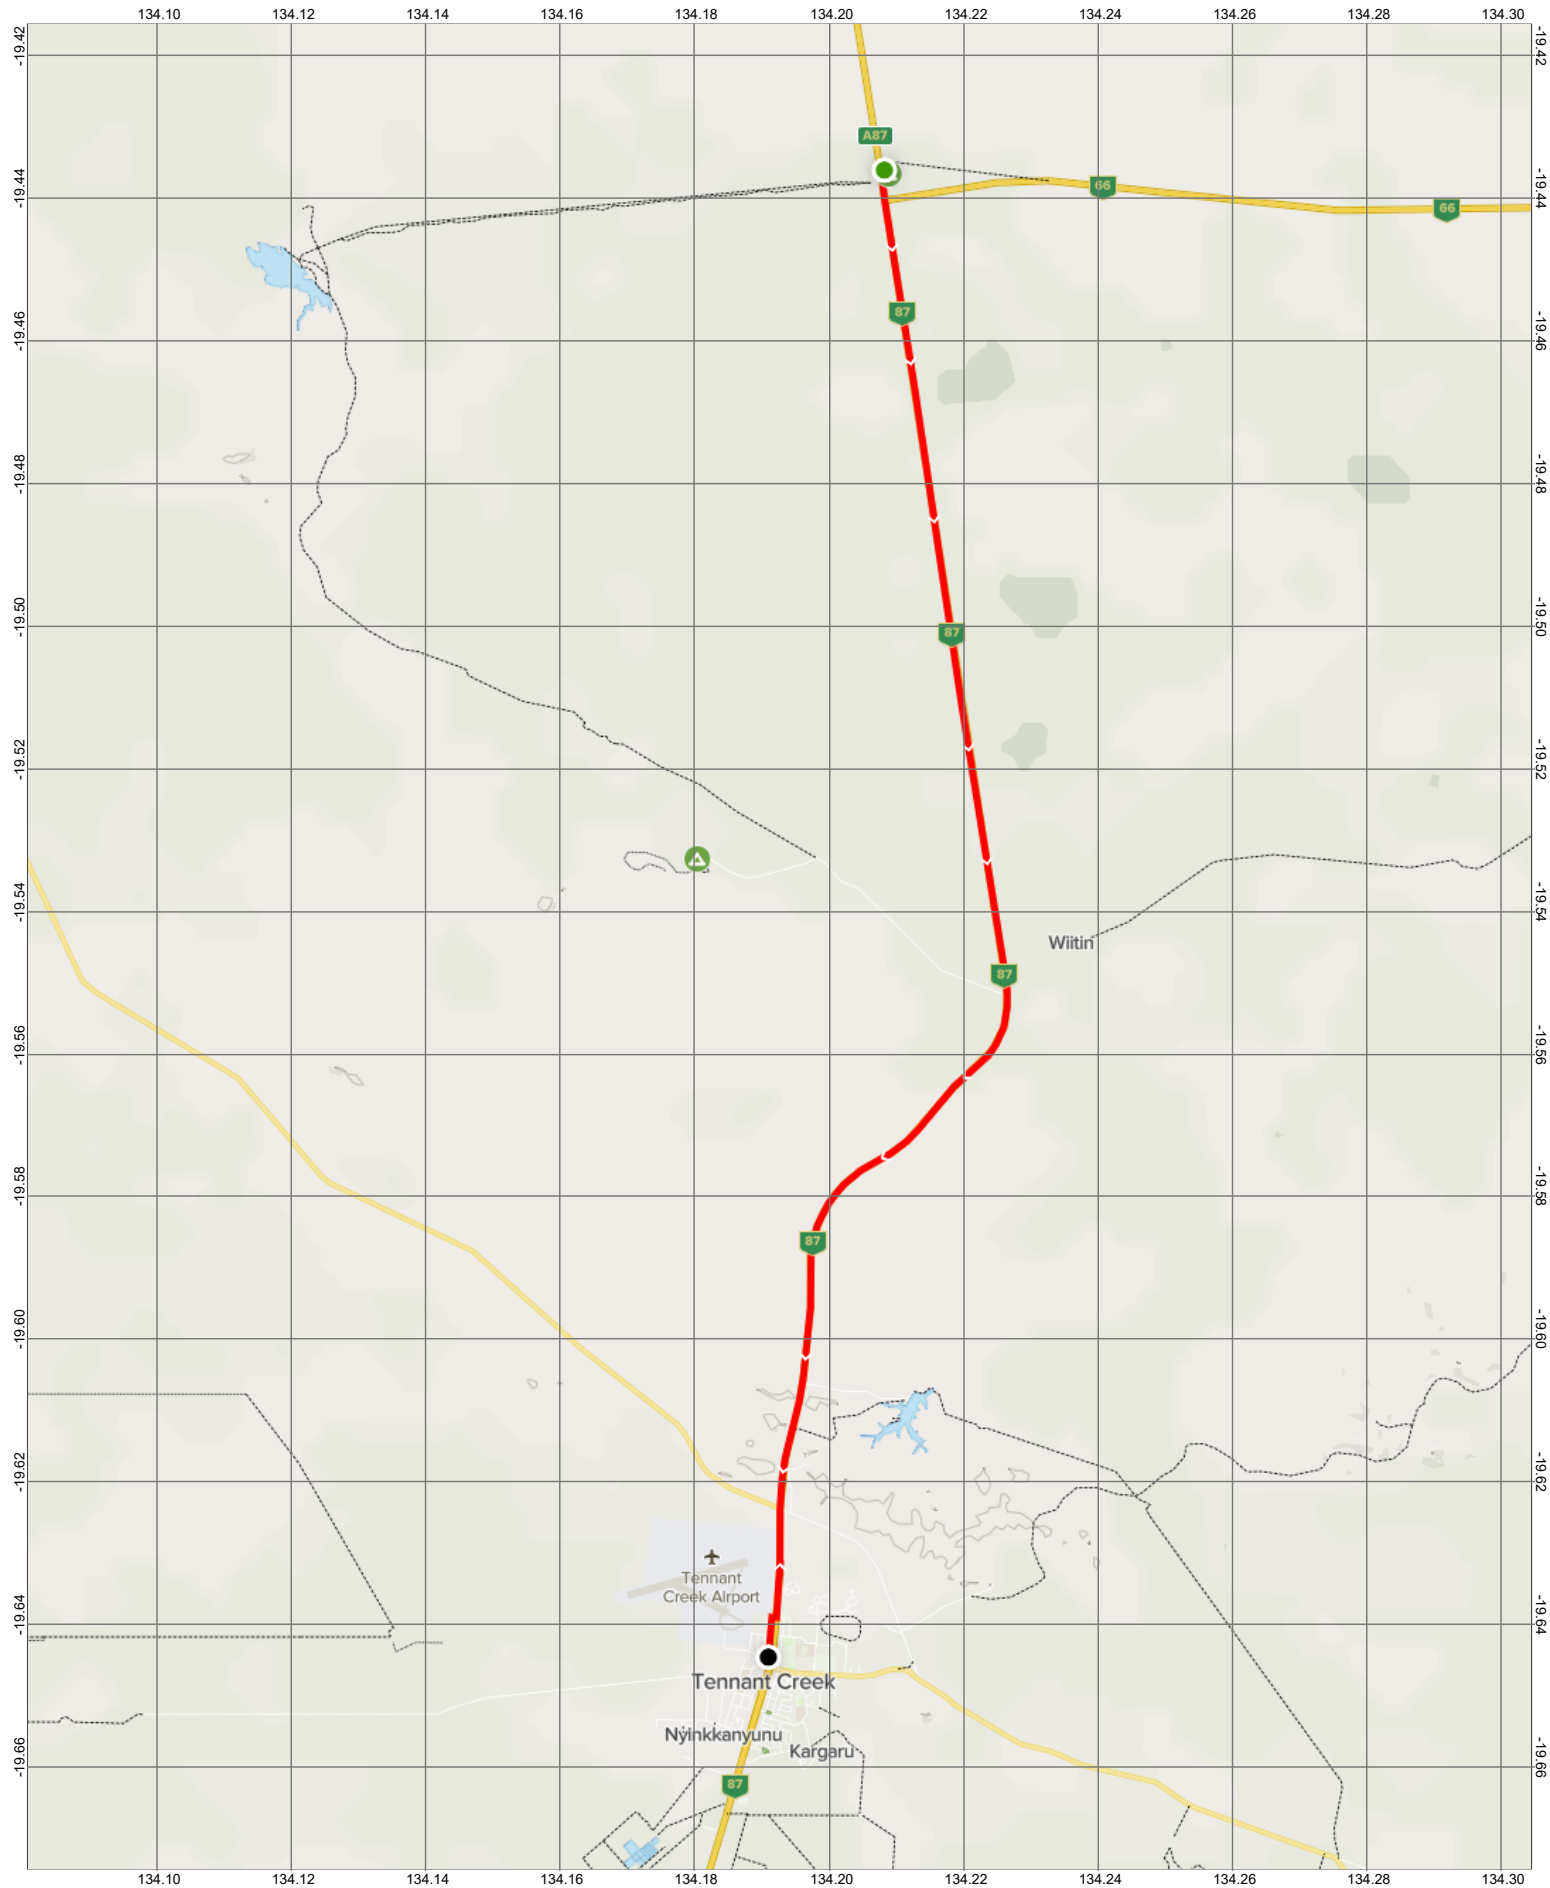 134.10 134.12 134.14 134.16 134.18 134.20 134.22 134.24 134.26 134.28 134.30
-19.42 -19.42
A87
66
-19.44 -19.44
66
87
-19.46 -19.46
-19.48 -19.48
-19.50 -19.50
87
-19.52 -19.52
-19.54 -19.54
Wiitin
87
-19.56 -19.56
-19.58 -19.58
87
-19.60 -19.60
-19.62 -19.62
Tennant
Creek Airport
-19.64 -19.64
Tennant Creek
Nyinkkanyunu
Kargaru
-19.66 -19.66
87
134.10 134.12 134.14 134.16 134.18 134.20 134.22 134.24 134.26 134.28 134.30